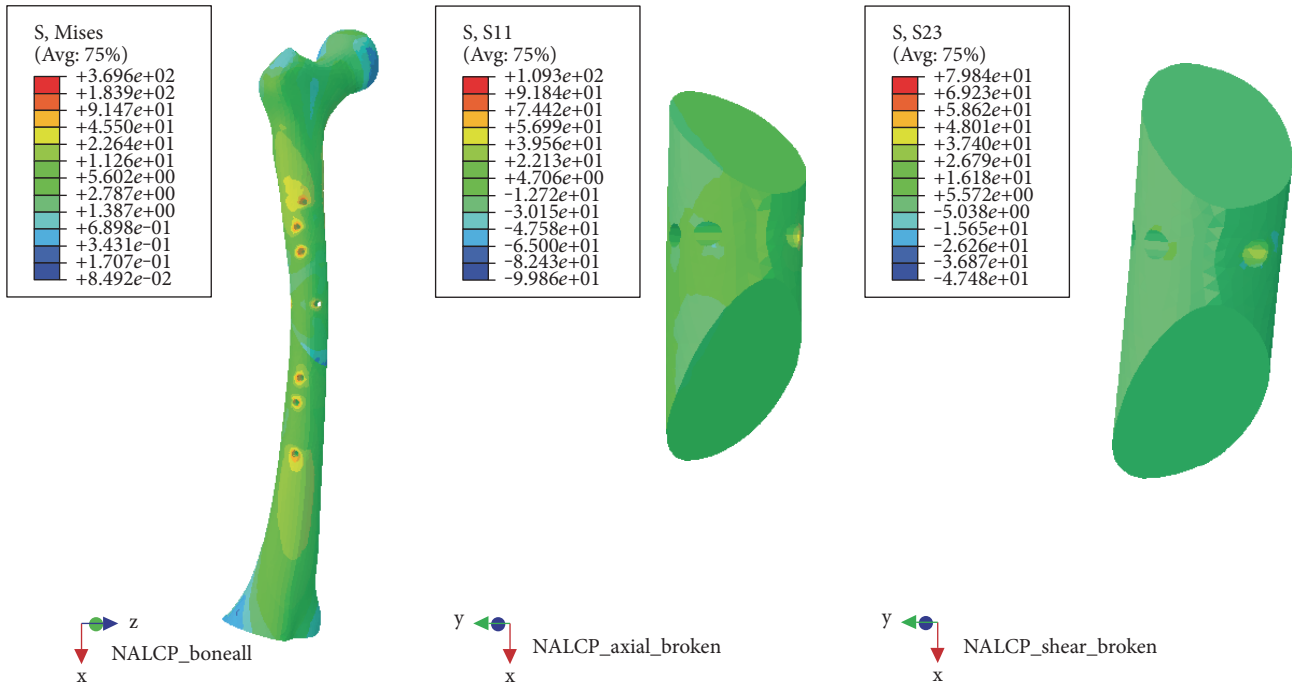 S, Mises
(Avg: 75%)
+3.696e+02
+1.839e+02
+9.147e+01
+4.550e+01
+2.264e+01
+1.126e+01
+5.602e+00
+2.787e+00
+1.387e+00
+6.898e−01
+3.431e−01
+1.707e−01
+8.492e−02
z
x
NALCP_boneall
S, S11
(Avg: 75%)
+1.093e+02
+9.184e+01
+7.442e+01
+5.699e+01
+3.956e+01
+2.213e+01
+4.706e+00
−1.272e+01
−3.015e+01
−4.758e+01
−6.500e+01
−8.243e+01
−9.986e+01
y
x
NALCP_axial_broken
S, S23
(Avg: 75%)
+7.984e+01
+6.923e+01
+5.862e+01
+4.801e+01
+3.740e+01
+2.679e+01
+1.618e+01
+5.572e+00
−5.038e+00
−1.565e+01
−2.626e+01
−3.687e+01
−4.748e+01
y
x
NALCP_shear_broken